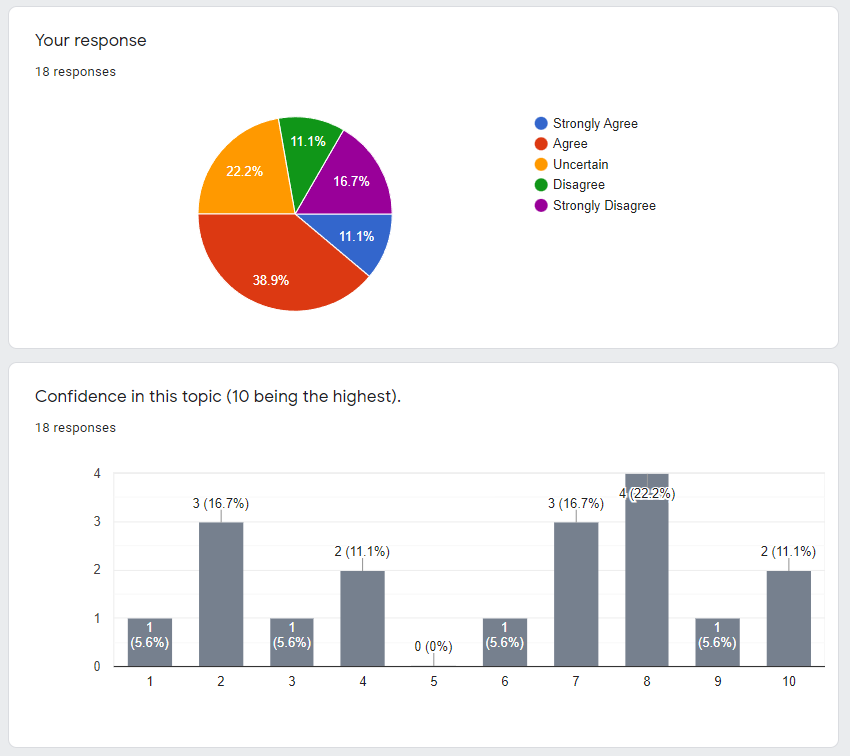 Your response
18 responses
11.1%
16.7%
22.2%
11.1%
38.9%
Strongly Agree
Agree
Uncertain
Disagree
Strongly Disagree
Confidence in this topic (10 being the highest).
18 responses
4
3
2
1
0
1
(5.6%)
3 (16.7%)
1
(5.6%)
2 (11.1%)
0 (0%)
1
(5.6%)
3 (16.7%)
4 (22.2%)
1
(5.6%)
2 (11.1%)
1 2 3 4 5 6 7 8 9 10